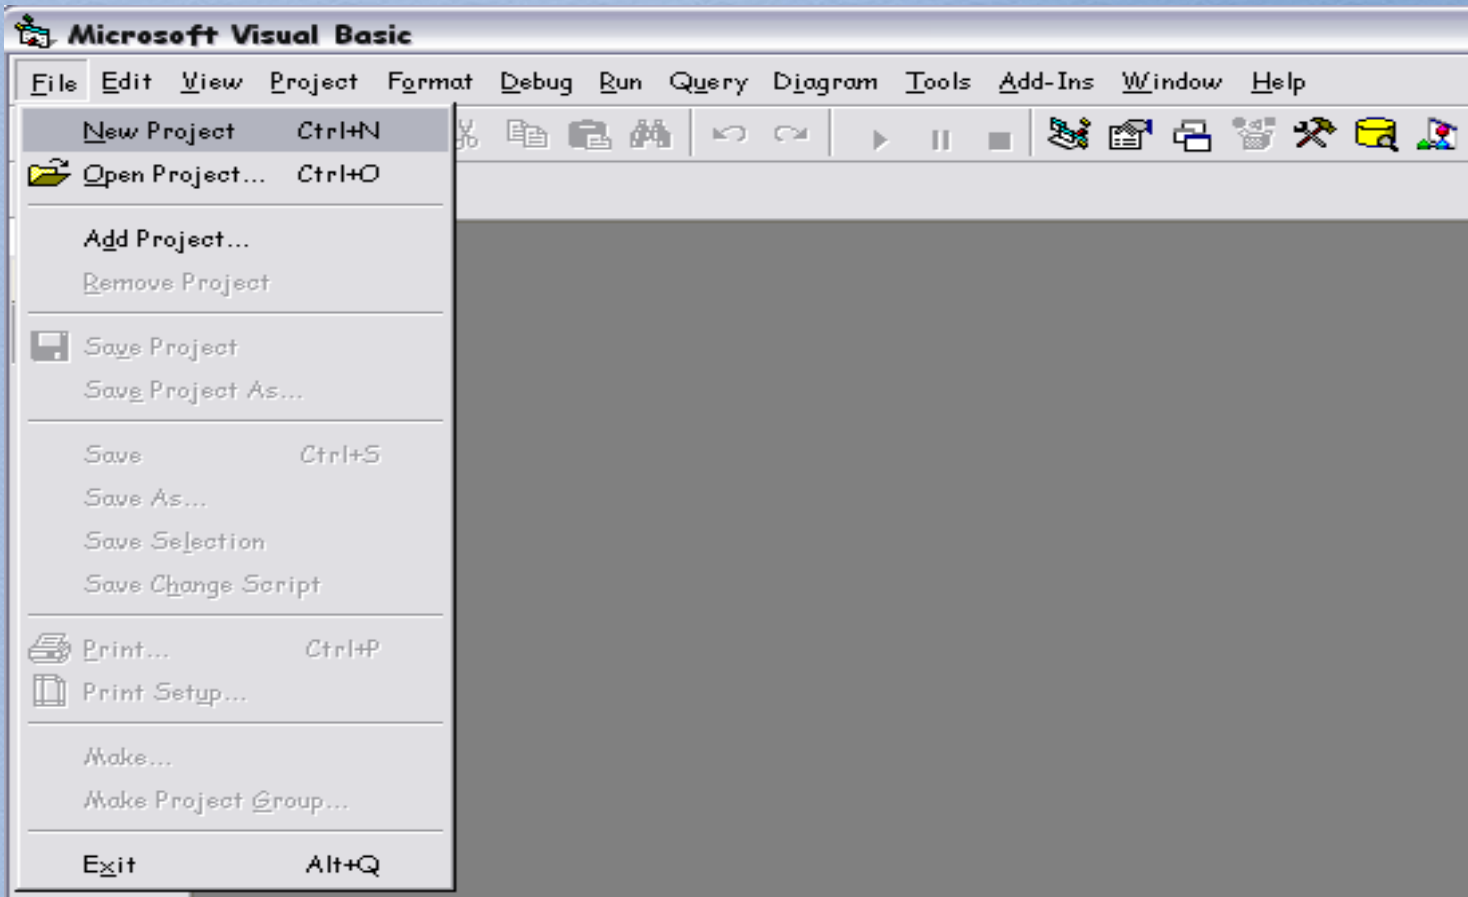 Microsoft Visual Basic
File Edit View Project Format Debug Run Query Diagram Tools Add-Ins Window Help
New Project Ctrl+N
Open Project... Ctrl+O
Add Project...
Remove Project
Save Project
Save Project As...
Save Ctrl+S
Save As...
Save Selection
Save Change Script
Print... Ctrl+P
Print Setup...
Make...
Make Project Group...
Exit Alt+Q